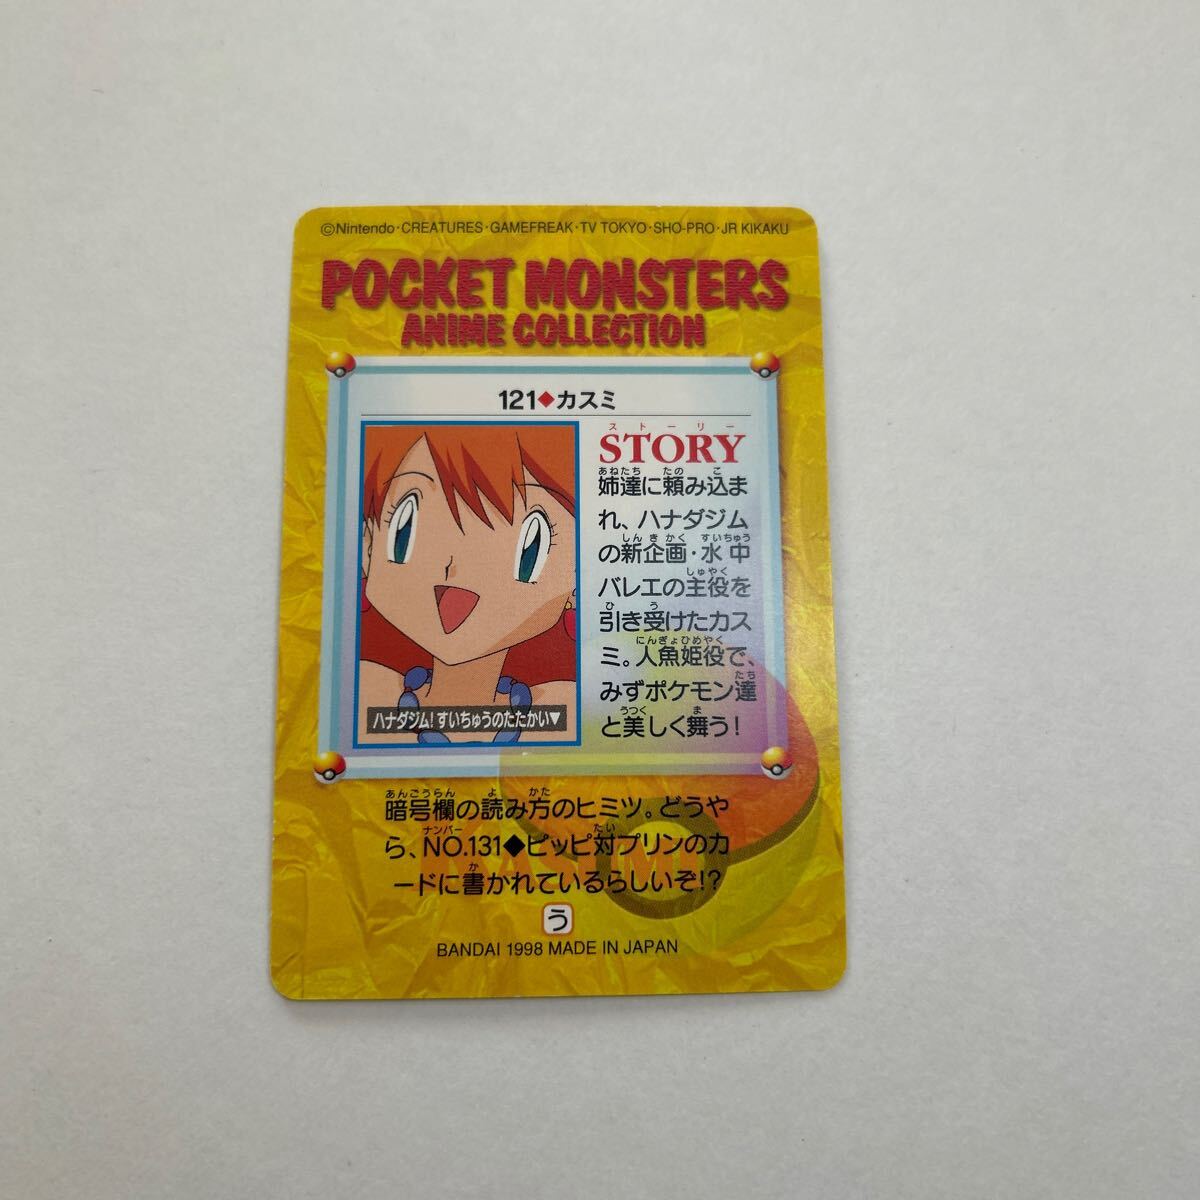 ©Nintendo・CREATURES・GAMEFREAK・TV TOKYO・SHO-PRO・JR KIKAKU
POCKET MONSTERS
ANIME COLLECTION
121◆カスミ
ストーリー
STORY
あねたち たの こ
姉達に頼み込ま
れ、ハナダジム
しんきかく すいちゅう
の新企画・水中
しゅやく
バレエの主役を
ひ う
引き受けたカス
にんぎょひめやく
ミ。人魚姫役で、
たち
みずポケモン達
うつく ま
と美しく舞う!
ハナダジム!すいちゅうのたたかい▼
あんごうらん よ かた
暗号欄の読み方のヒミツ。どうや
ナンバー たい
ら、NO.131◆ピッピ対プリンのカ
か
ードに書かれているらしいぞ!?
KASUMI
う
BANDAI 1998 MADE IN JAPAN